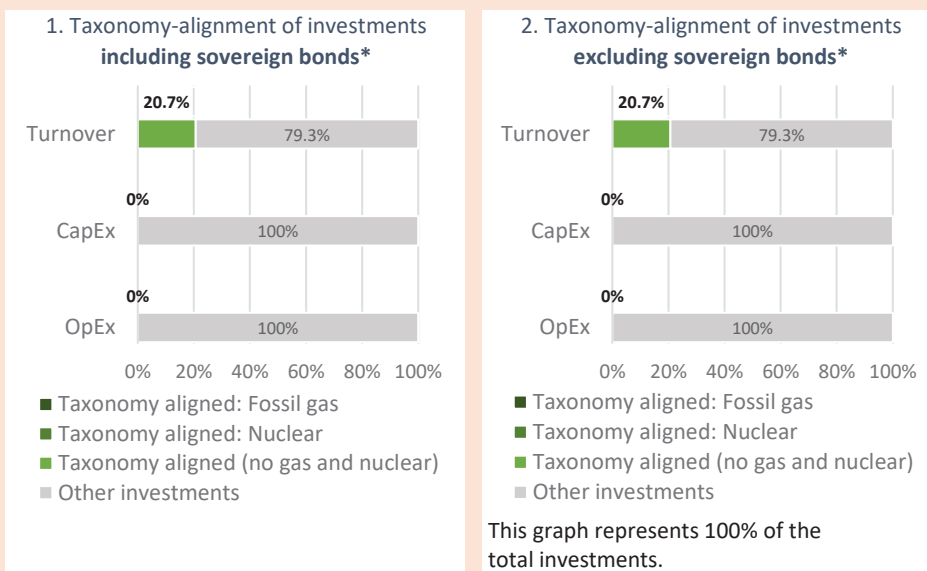 1. Taxonomy-alignment of investments
including sovereign bonds*
20.7%
Turnover
79.3%
0%
CapEx
100%
0%
OpEx
100%
0% 20% 40% 60% 80% 100%
■ Taxonomy aligned: Fossil gas
■ Taxonomy aligned: Nuclear
■ Taxonomy aligned (no gas and nuclear)
■ Other investments
2. Taxonomy-alignment of investments
excluding sovereign bonds*
20.7%
Turnover
79.3%
0%
CapEx
100%
0%
OpEx
100%
0% 20% 40% 60% 80% 100%
■ Taxonomy aligned: Fossil gas
■ Taxonomy aligned: Nuclear
■ Taxonomy aligned (no gas and nuclear)
■ Other investments
This graph represents 100% of the
total investments.